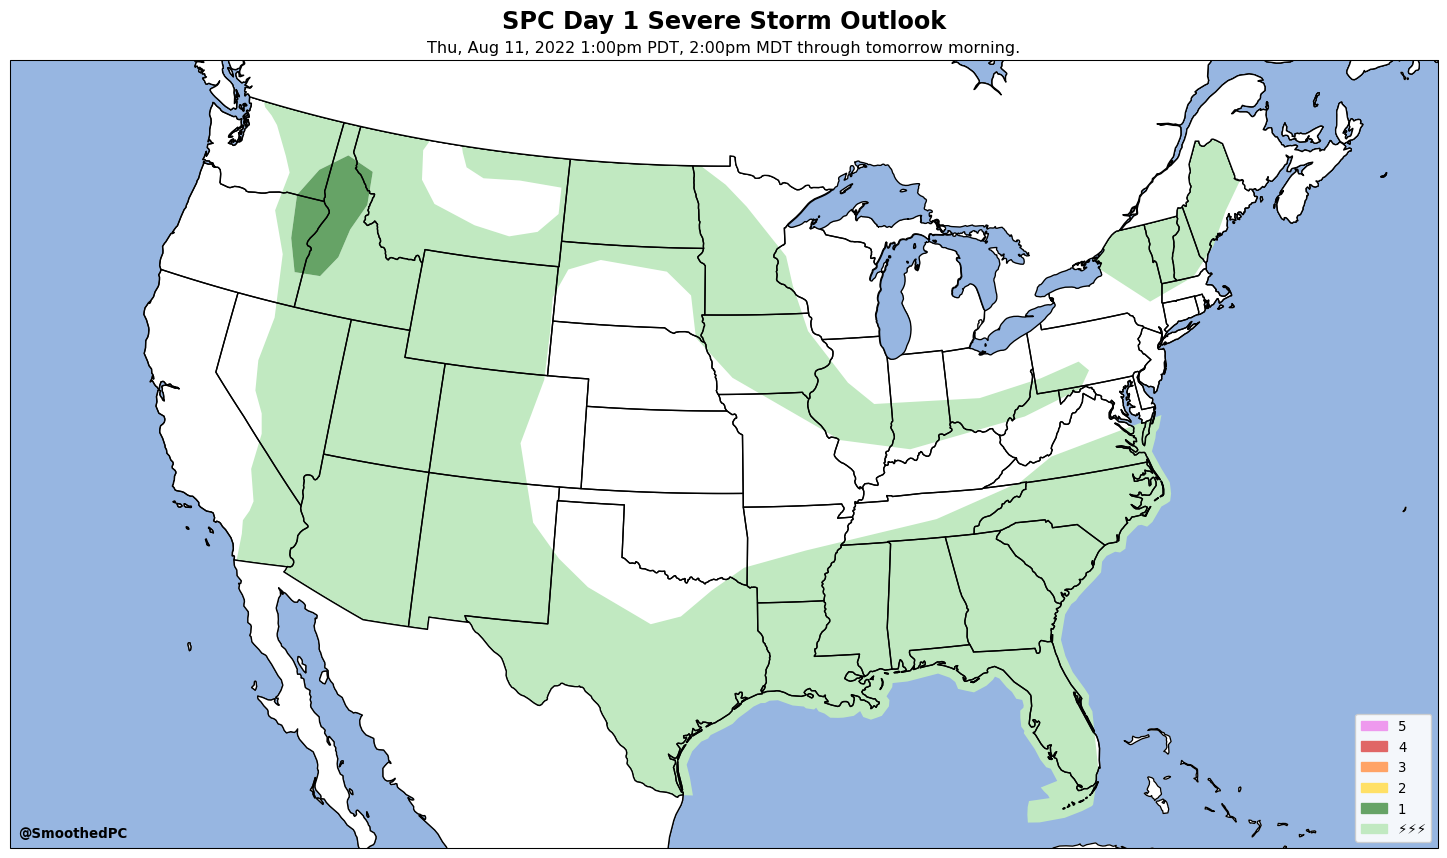 SPC Day 1 Severe Storm Outlook
Thu, Aug 11, 2022 1:00pm PDT, 2:00pm MDT through tomorrow morning.
5
4
3
2
1
⚡⚡⚡
@SmoothedPC